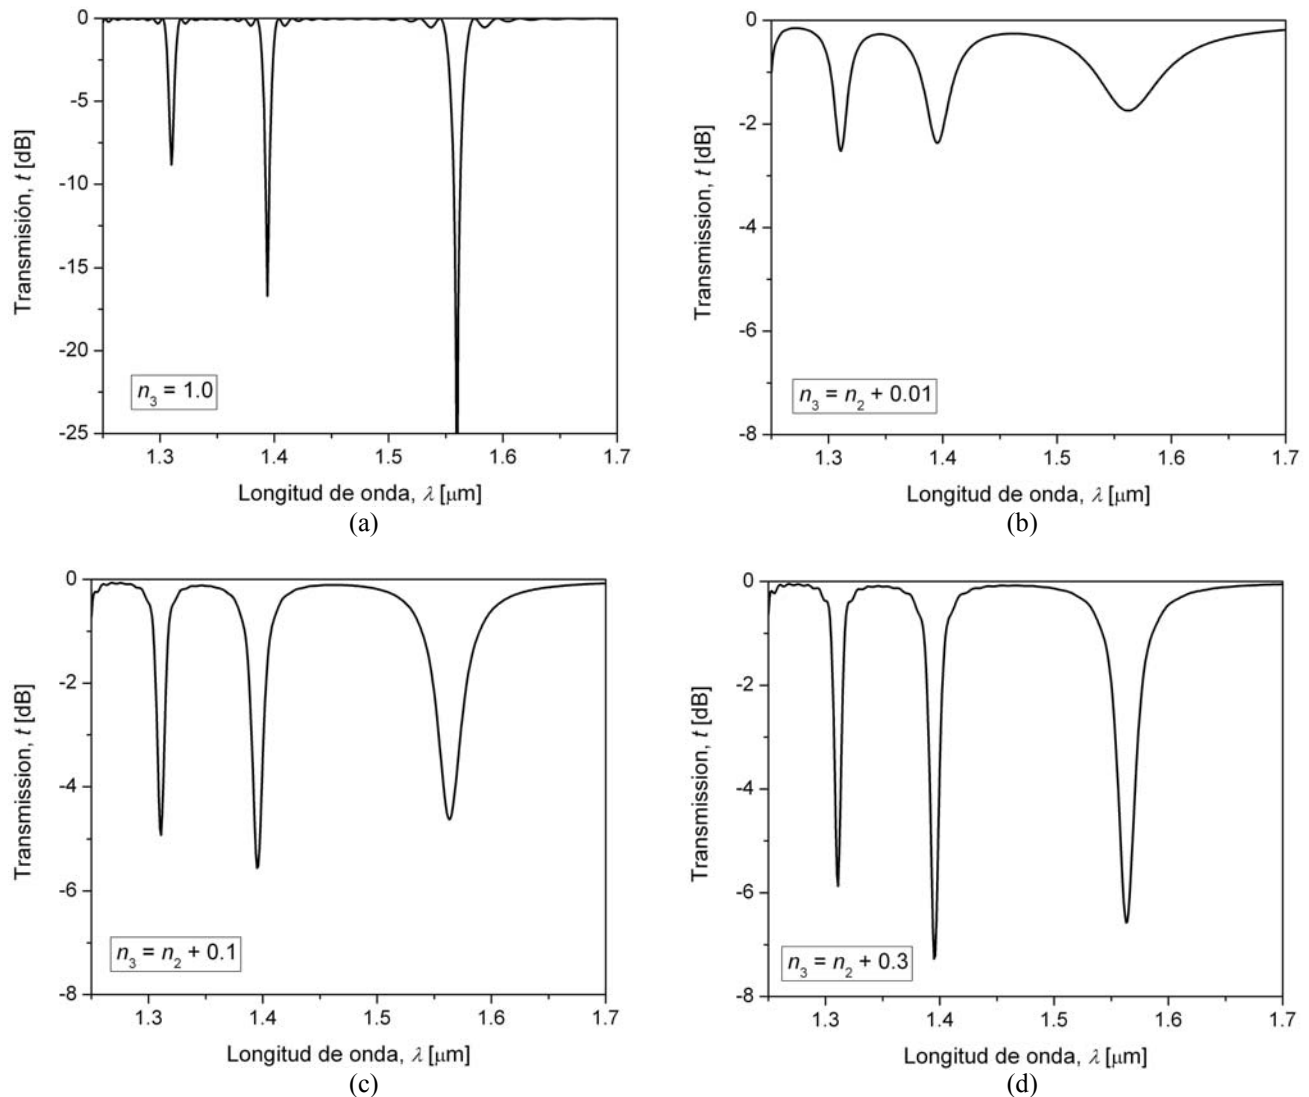 0
-5
-10
-15
-20
-25
Transmisión, t [dB]
n3 = 1.0
1.3 1.4 1.5 1.6 1.7
Longitud de onda, λ [μm]
(a)
0
-2
-4
-6
-8
Transmission, t [dB]
n3 = n2 + 0.01
1.3 1.4 1.5 1.6 1.7
Longitud de onda, λ [μm]
(b)
0
-2
-4
-6
-8
Transmission, t [dB]
n3 = n2 + 0.1
1.3 1.4 1.5 1.6 1.7
Longitud de onda, λ [μm]
(c)
0
-2
-4
-6
-8
Transmission, t [dB]
n3 = n2 + 0.3
1.3 1.4 1.5 1.6 1.7
Longitud de onda, λ [μm]
(d)